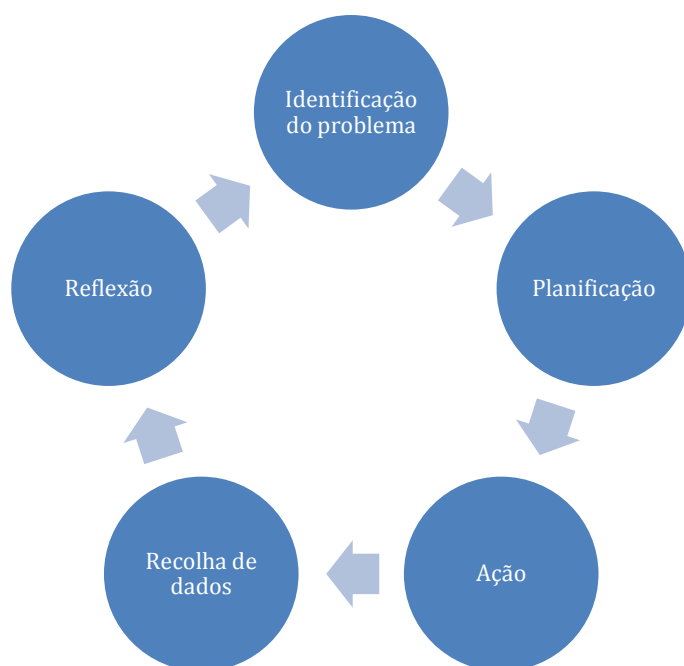 Identificação
do problema
Planificação
Ação
Recolha de
dados
Reflexão